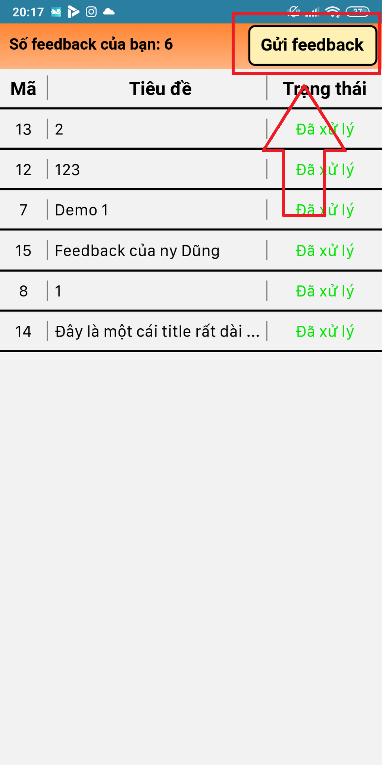 20:17
Số feedback của bạn: 6
Gửi feedback
Mã Tiêu đề Trạng thái
13 2 Đã xử lý
12 123 Đã xử lý
7 Demo 1 Đã xử lý
15 Feedback của ny Dũng Đã xử lý
8 1 Đã xử lý
14 Đây là một cái title rất dài ... Đã xử lý